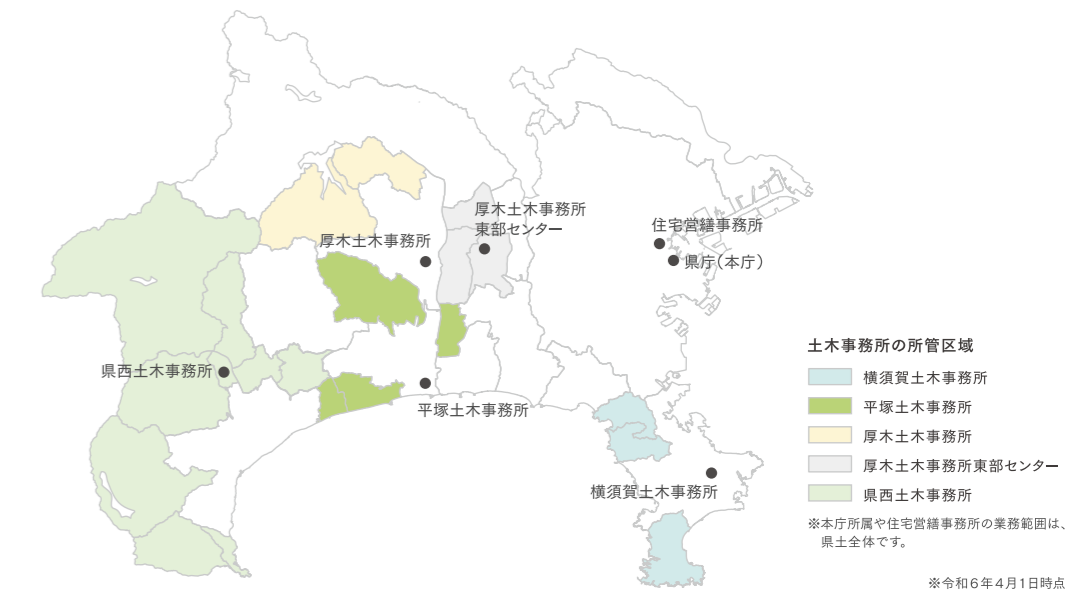 厚木土木事務所
東部センター
住宅営繕事務所
厚木土木事務所
県庁（本庁）
県西土木事務所
平塚土木事務所
横須賀土木事務所
土木事務所の所管区域
横須賀土木事務所
平塚土木事務所
厚木土木事務所
厚木土木事務所東部センター
県西土木事務所
※本庁所属や住宅営繕事務所の業務範囲は、
県土全体です。
※令和６年４月１日時点